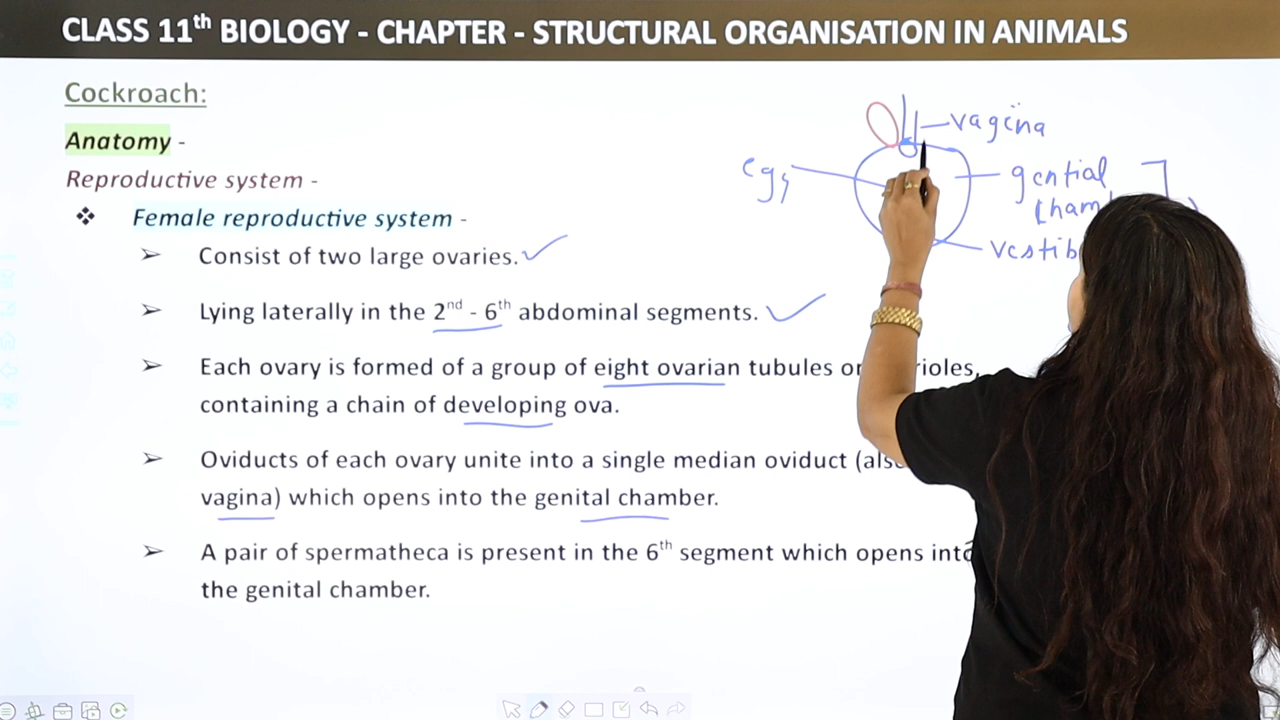 CLASS 11th BIOLOGY - CHAPTER - STRUCTURAL ORGANISATION IN ANIMALS
Cockroach:
Anatomy -
Reproductive system -
❖ Female reproductive system -
➢ Consist of two large ovaries.
➢ Lying laterally in the 2nd - 6th abdominal segments.
➢ Each ovary is formed of a group of eight ovarian tubules
containing a chain of developing ova.
➢ Oviducts of each ovary unite into a single median oviduct
vagina) which opens into the genital chamber.
➢ A pair of spermatheca is present in the 6th segment which opens into
the genital chamber.
vagina
egs
gential